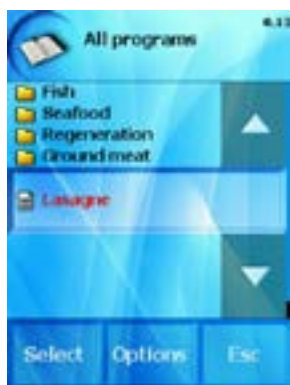 All programs
Fish
Seafood
Regeneration
Ground meat
Lasagne
Select Options Esc